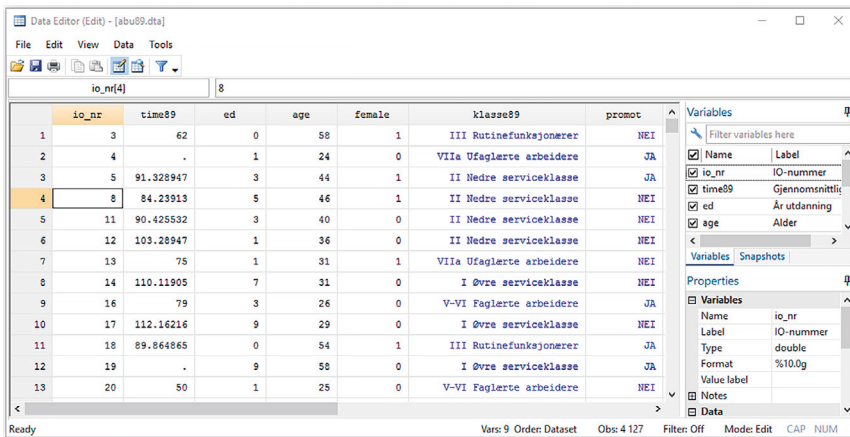 Data Editor (Edit) - [abu89.dta]
File Edit View Data Tools
io_nr[4] 8
io_nr time89 ed age female klasse89 promot
1 3 62 0 58 1 III Rutinefunksjonærer NEI
2 4 . 1 24 0 VIIa Ufaglærte arbeidere JA
3 5 91.328947 3 44 1 II Nedre serviceklasse JA
4 8 84.23913 5 46 1 II Nedre serviceklasse NEI
5 11 90.425532 3 40 0 II Nedre serviceklasse NEI
6 12 103.28947 1 36 0 II Nedre serviceklasse NEI
7 13 75 1 31 1 VIIa Ufaglærte arbeidere NEI
8 14 110.11905 7 31 0 I Øvre serviceklasse NEI
9 16 79 3 26 0 V-VI Faglærte arbeidere JA
10 17 112.16216 9 29 0 I Øvre serviceklasse NEI
11 18 89.864865 0 54 1 III Rutinefunksjonærer JA
12 19 . 9 58 0 I Øvre serviceklasse JA
13 20 50 1 25 0 V-VI Faglærte arbeidere NEI
Variables
Filter variables here
Name Label
io_nr IO-nummer
time89 Gjennomsnittlig
ed År utdanning
age Alder
Variables Snapshots
Properties
Variables
Name io_nr
Label IO-nummer
Type double
Format %10.0g
Value label
Notes
Data
Ready Vars: 9 Order: Dataset Obs: 4 127 Filter: Off Mode: Edit CAP NUM